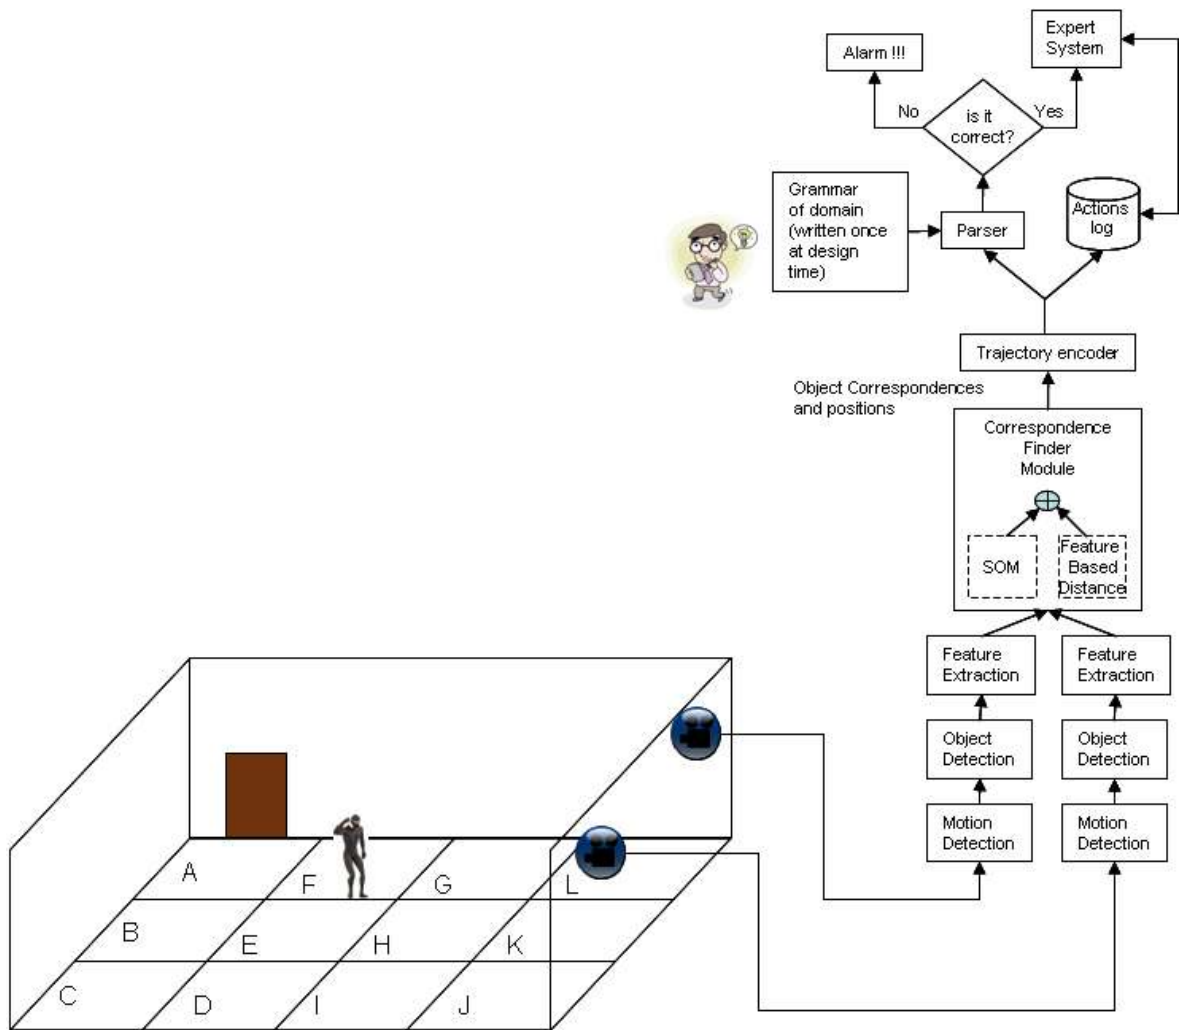 Expert
System
Alarm !!!
No
is it
correct?
Yes
Grammar
of domain
(written once
at design
time)
Parser
Actions
log
Trajectory encoder
Object Correspondences
and positions
Correspondence
Finder
Module
SOM
Feature
Based
Distance
Feature
Extraction
Feature
Extraction
Object
Detection
Object
Detection
Motion
Detection
Motion
Detection
A
F
G
L
B
E
H
K
C
D
I
J